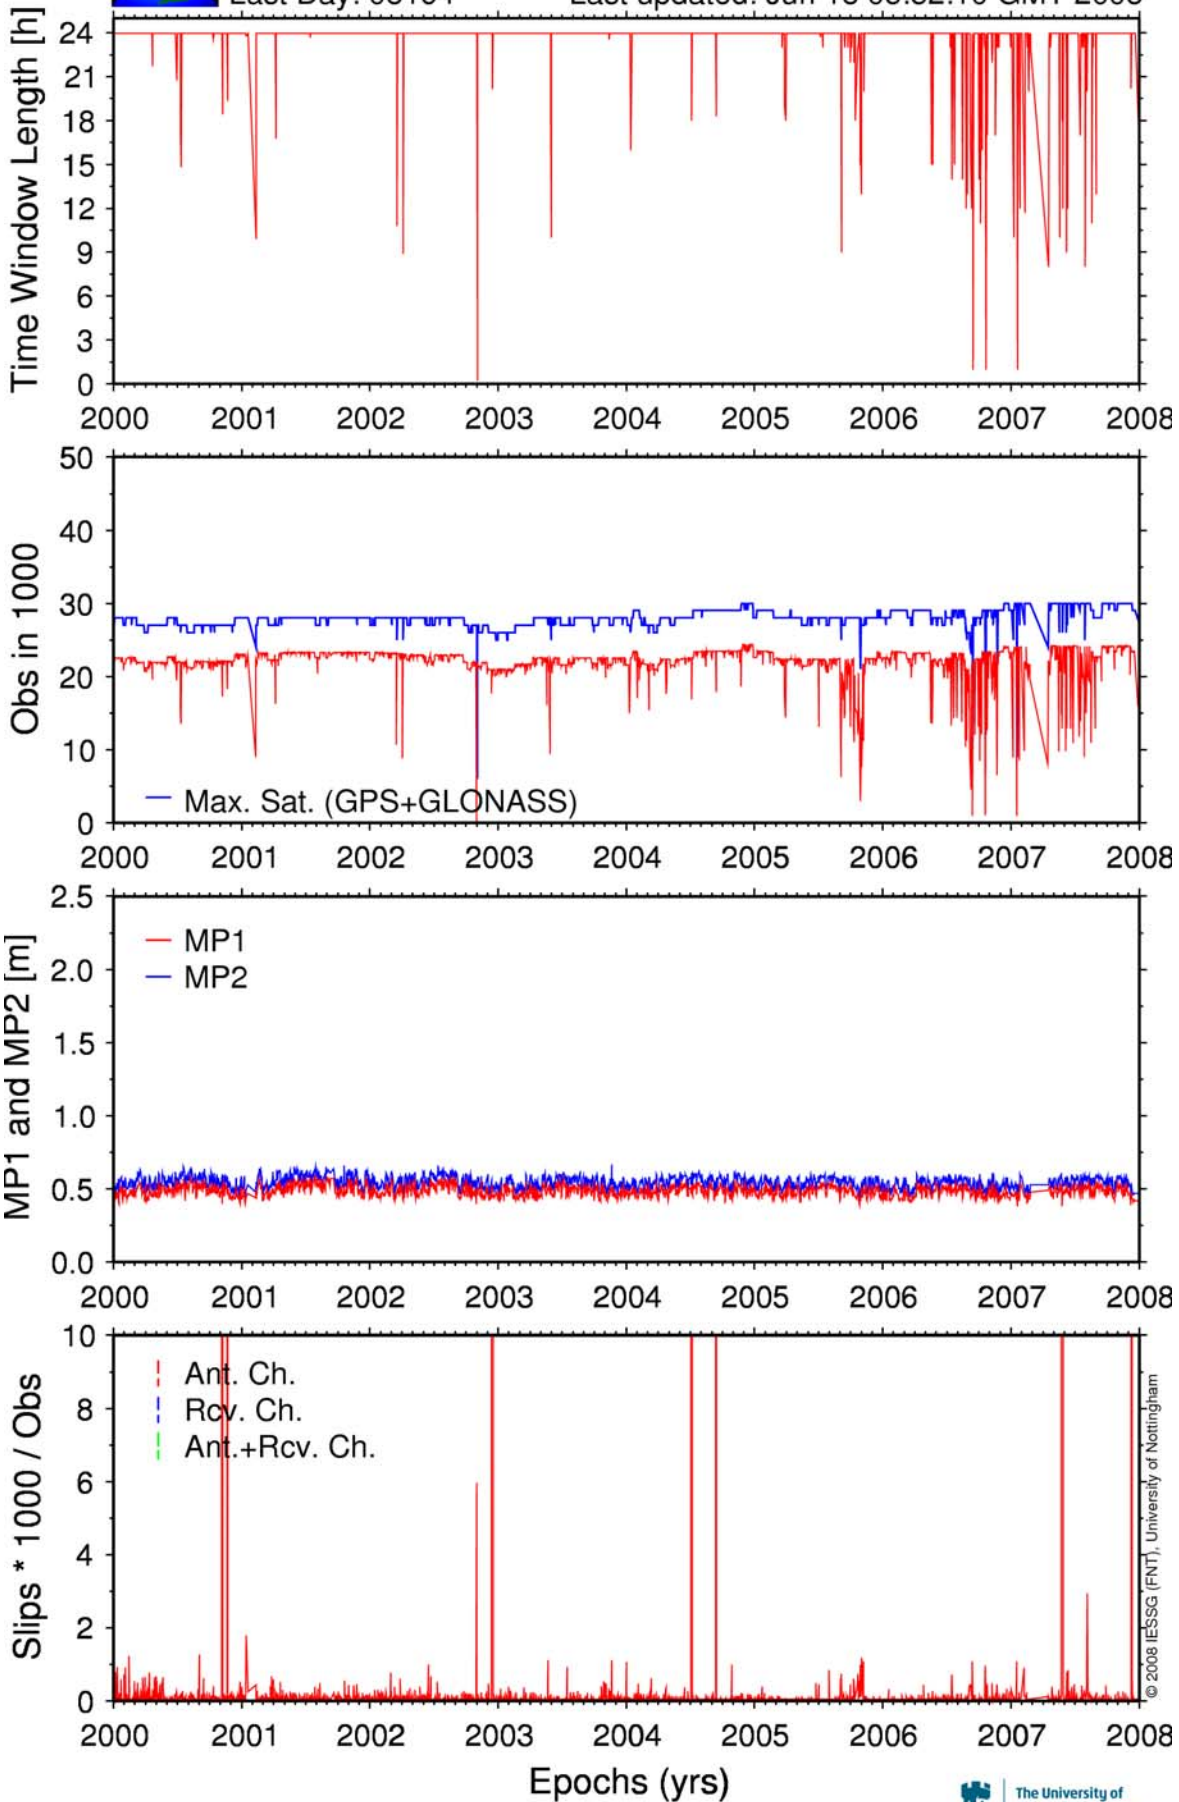 Time Window Length [h]
24
21
18
15
12
9
6
3
0
2000 2001 2002 2003 2004 2005 2006 2007 2008
Obs in 1000
50
40
30
20
10
0
Max. Sat. (GPS+GLONASS)
2000 2001 2002 2003 2004 2005 2006 2007 2008
MP1 and MP2 [m]
2.5
2.0
1.5
1.0
0.5
0.0
MP1
MP2
2000 2001 2002 2003 2004 2005 2006 2007 2008
Slips * 1000 / Obs
10
8
6
4
2
0
Ant. Ch.
Rcv. Ch.
Ant.+Rcv. Ch.
© 2008 IESSG (FNT), University of Nottingham
2000 2001 2002 2003 2004 2005 2006 2007 2008
Epochs (yrs)
The University of